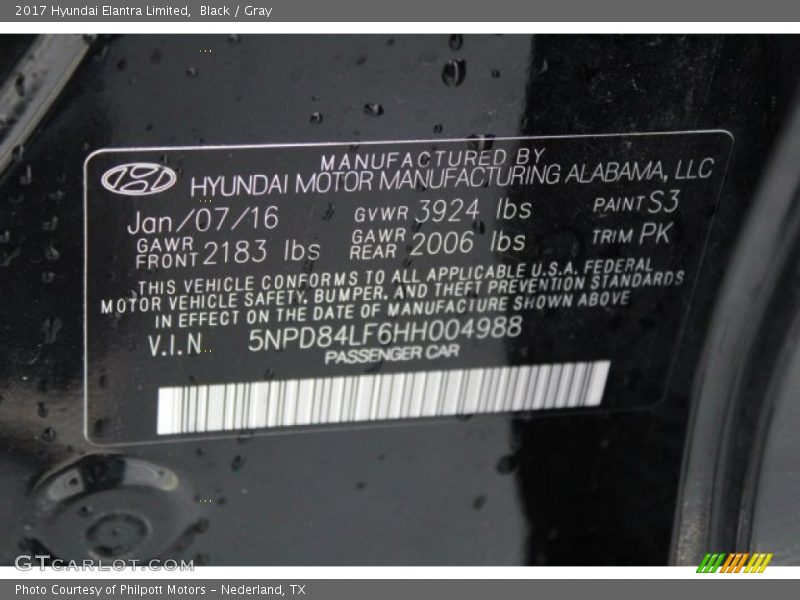 2017 Hyundai Elantra Limited, Black / Gray
MANUFACTURED BY
HYUNDAI MOTOR MANUFACTURING ALABAMA, LLC
Jan/07/16 GVWR 3924 lbs PAINT S3
GAWR FRONT 2183 lbs GAWR REAR 2006 lbs TRIM PK
THIS VEHICLE CONFORMS TO ALL APPLICABLE U.S.A. FEDERAL
MOTOR VEHICLE SAFETY, BUMPER, AND THEFT PREVENTION STANDARDS
IN EFFECT ON THE DATE OF MANUFACTURE SHOWN ABOVE
V.I.N. 5NPD84LF6HH004988
PASSENGER CAR
GTCARLOT.COM
Photo Courtesy of Philpott Motors - Nederland, TX